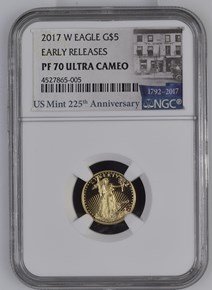 2017 W EAGLE G$5
EARLY RELEASES
PF 70 ULTRA CAMEO
4527865-005
1792-2017
US Mint 225th Anniversary
NGC